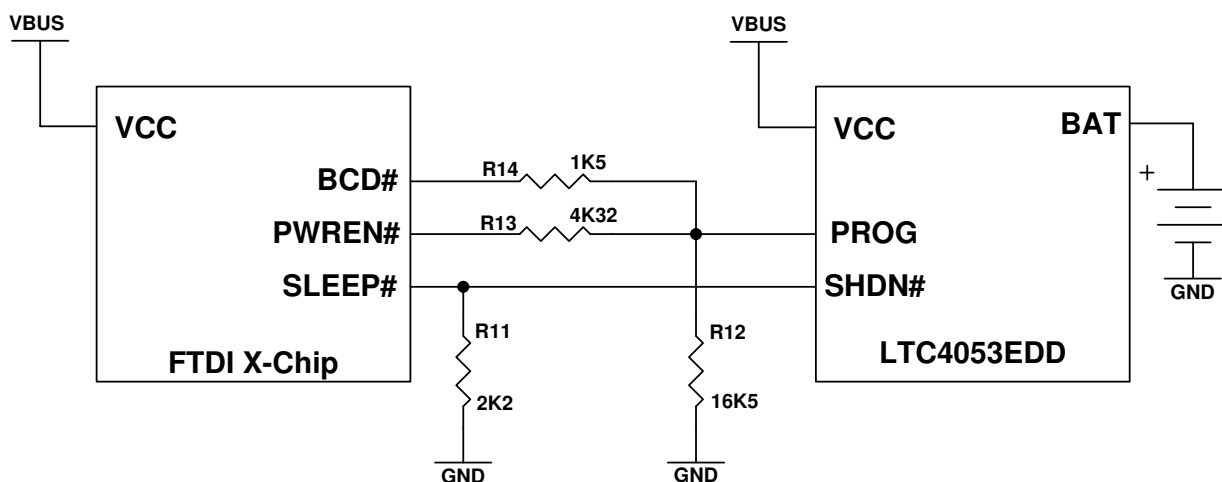 VBUS
VBUS
VCC
VCC
BAT
BCD#
R14
1K5
+
PWREN#
R13
4K32
PROG
SLEEP#
SHDN#
GND
R11
R12
FTDI X-Chip
LTC4053EDD
2K2
16K5
GND
GND